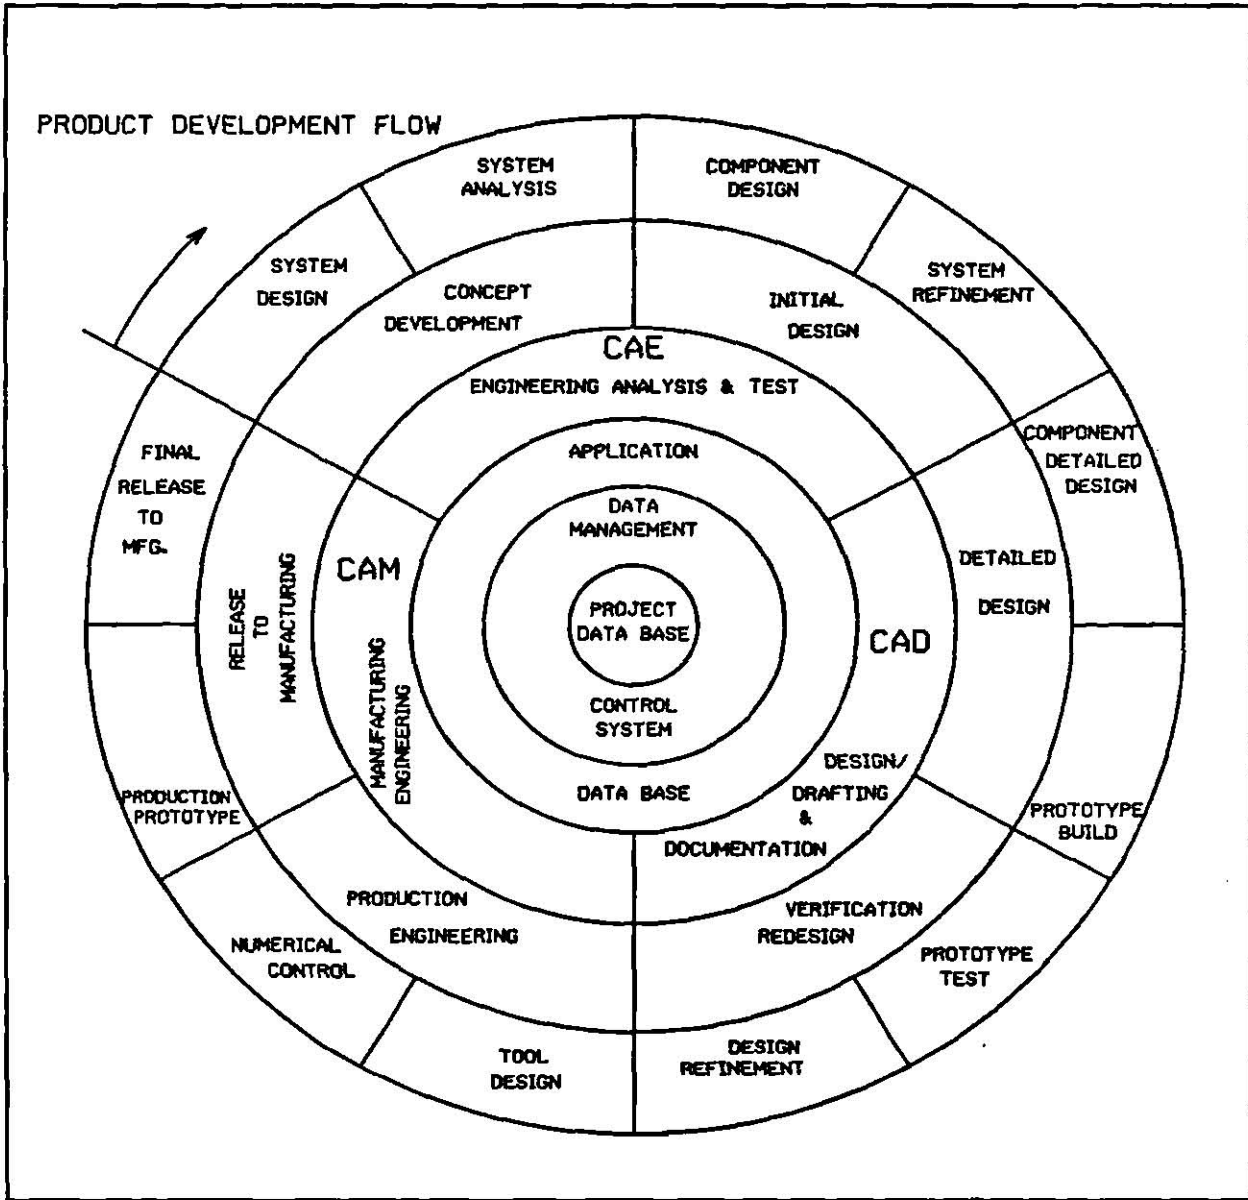 PRODUCT DEVELOPMENT FLOW
SYSTEM
DESIGN
SYSTEM
ANALYSIS
COMPONENT
DESIGN
SYSTEM
REFINEMENT
COMPONENT
DETAILED
DESIGN
PROTOTYPE
BUILD
PROTOTYPE
TEST
DESIGN
REFINEMENT
TOOL
DESIGN
NUMERICAL
CONTROL
PRODUCTION
PROTOTYPE
FINAL
RELEASE
TO
MFG.
CONCEPT
DEVELOPMENT
INITIAL
DESIGN
DETAILED
DESIGN
VERIFICATION
REDESIGN
PRODUCTION
ENGINEERING
RELEASE
TO
MANUFACTURING
CAE
ENGINEERING ANALYSIS & TEST
CAD
DESIGN/
DRAFTING
&
DOCUMENTATION
CAM
MANUFACTURING
ENGINEERING
APPLICATION
DATA BASE
DATA
MANAGEMENT
CONTROL
SYSTEM
PROJECT
DATA BASE